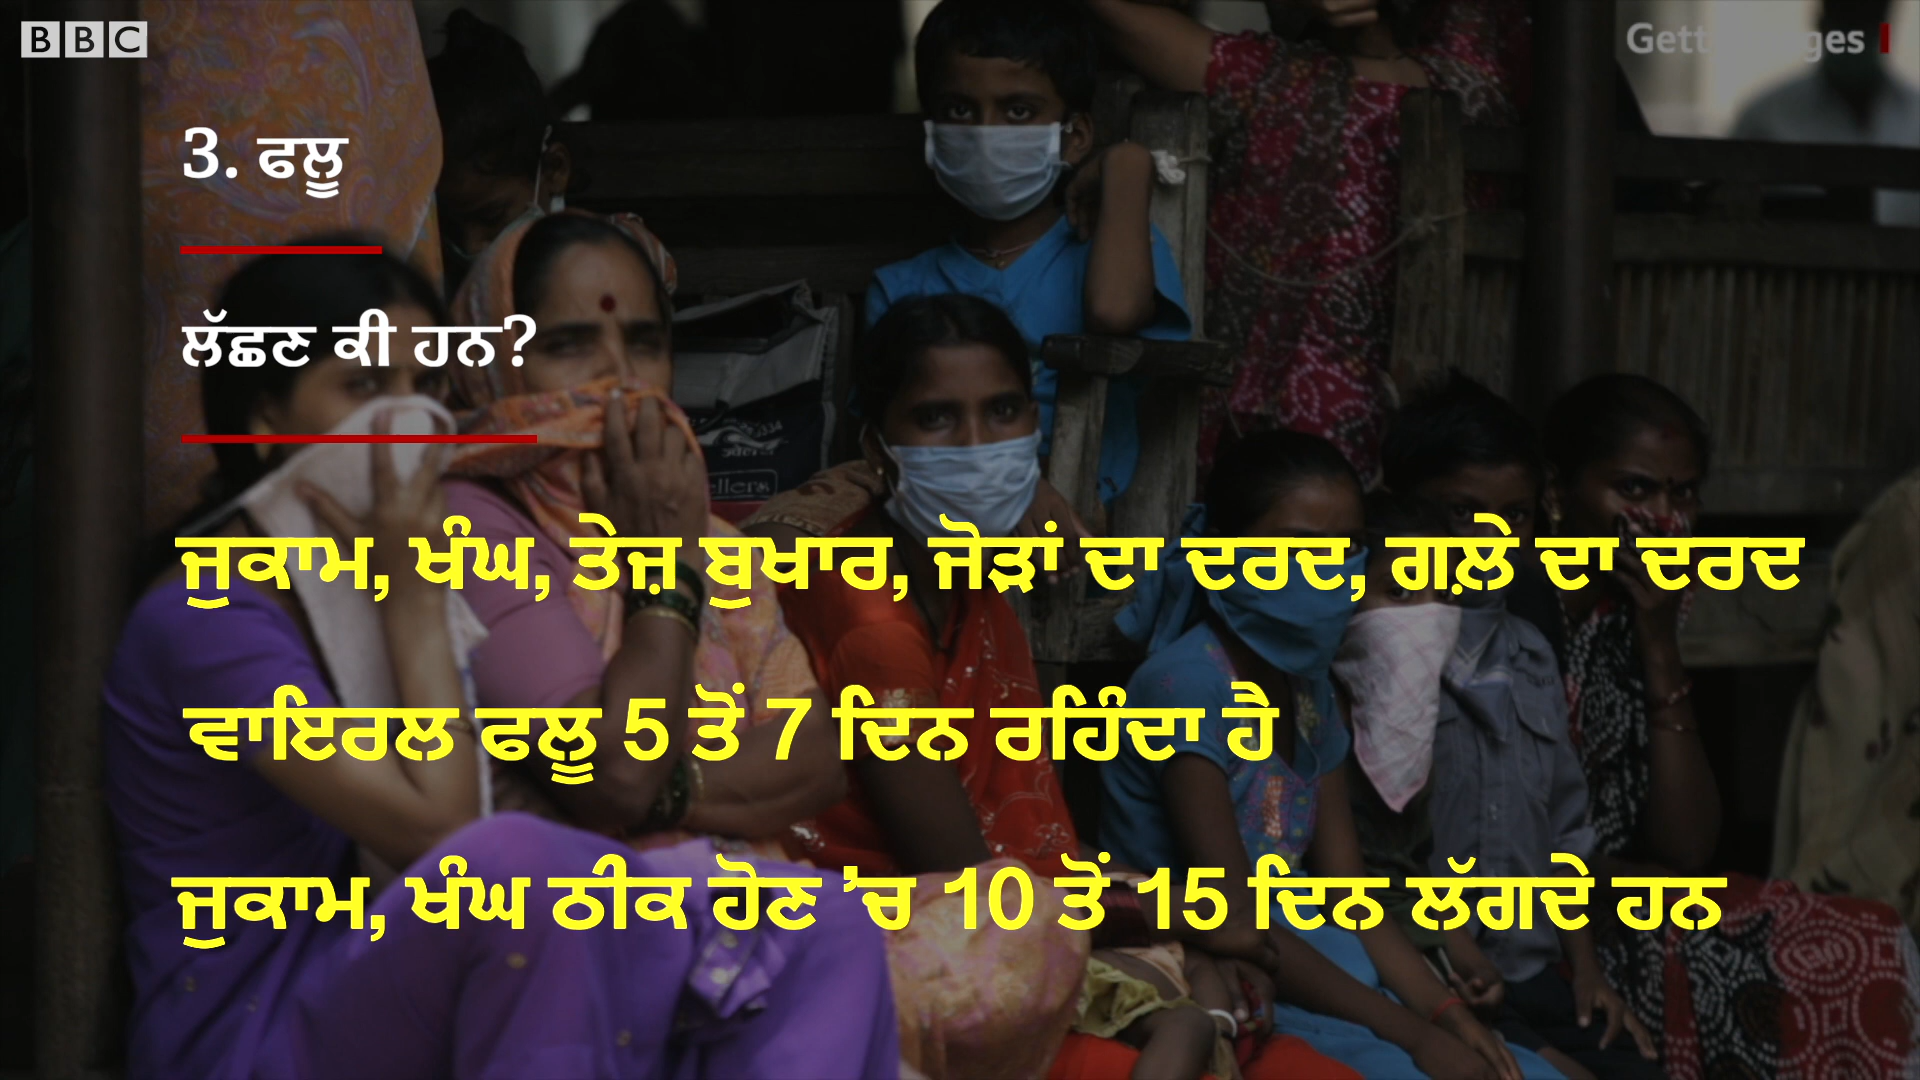 BBC
3. ਫਲੂ
ਲੱਛਣ ਕੀ ਹਨ?
ਜੁਕਾਮ, ਖੰਘ, ਤੇਜ਼ ਬੁਖਾਰ, ਜੋੜਾਂ ਦਾ ਦਰਦ, ਗਲ਼ੇ ਦਾ ਦਰਦ
ਵਾਇਰਲ ਫਲੂ 5 ਤੋਂ 7 ਦਿਨ ਰਹਿੰਦਾ ਹੈ
ਜੁਕਾਮ, ਖੰਘ ਠੀਕ ਹੋਣ ’ਚ 10 ਤੋਂ 15 ਦਿਨ ਲੱਗਦੇ ਹਨ